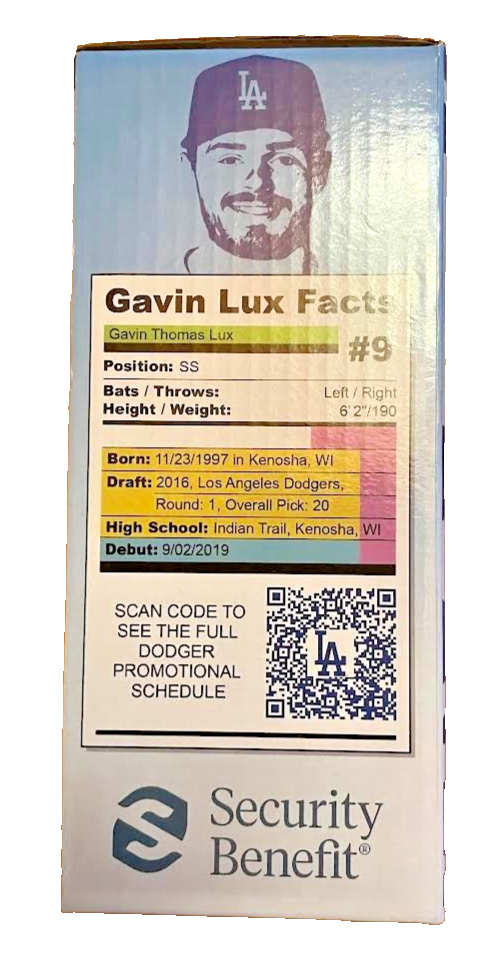 LA
Gavin Lux Facts
Gavin Thomas Lux
#9
Position: SS
Bats / Throws: Left / Right
Height / Weight: 6'2"/190
Born: 11/23/1997 in Kenosha, WI
Draft: 2016, Los Angeles Dodgers,
Round: 1, Overall Pick: 20
High School: Indian Trail, Kenosha, WI
Debut: 9/02/2019
SCAN CODE TO
SEE THE FULL
DODGER
PROMOTIONAL
SCHEDULE
LA
Security
Benefit®